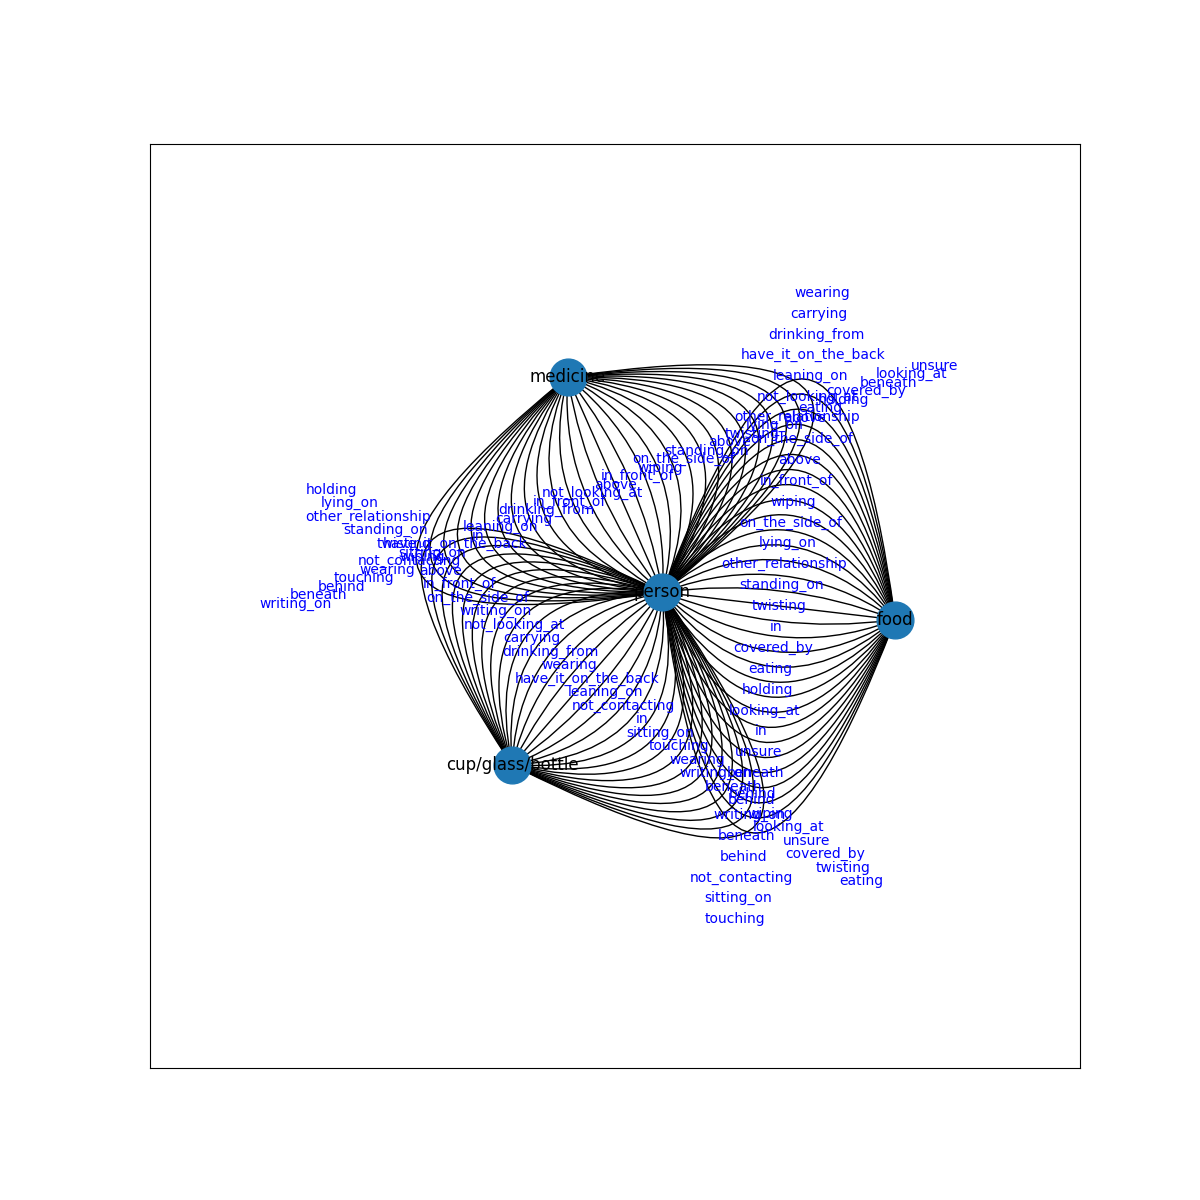 wearing
carrying
drinking_from
have_it_on_the_back
unsure
looking_at
leaning_on
beneath
covered_by
not_looking_at
holding
eating
other_relationship
above
lying_on
twisting
on_the_side_of
above
standing_on
on_the_side_of
above
wiping
in_front_of
in_front_of
above
holding
not_looking_at
lying_on
in_front_of
wiping
drinking_from
other_relationship
carrying
on_the_side_of
leaning_on
standing_on
in
have_it_on_the_back
lying_on
sitting_on
not_contacting
other_relationship
wearing
above
touching
in_front_of
standing_on
behind
beneath
on_the_side_of
writing_on
twisting
writing_on
not_looking_at
in
carrying
drinking_from
covered_by
wearing
eating
have_it_on_the_back
leaning_on
holding
not_contacting
looking_at
in
sitting_on
in
touching
unsure
wearing
beneath
beneath
behind
behind
wiping
looking_at
beneath
unsure
behind
covered_by
twisting
not_contacting
eating
sitting_on
touching
medicine
person
food
cup/glass/bottle